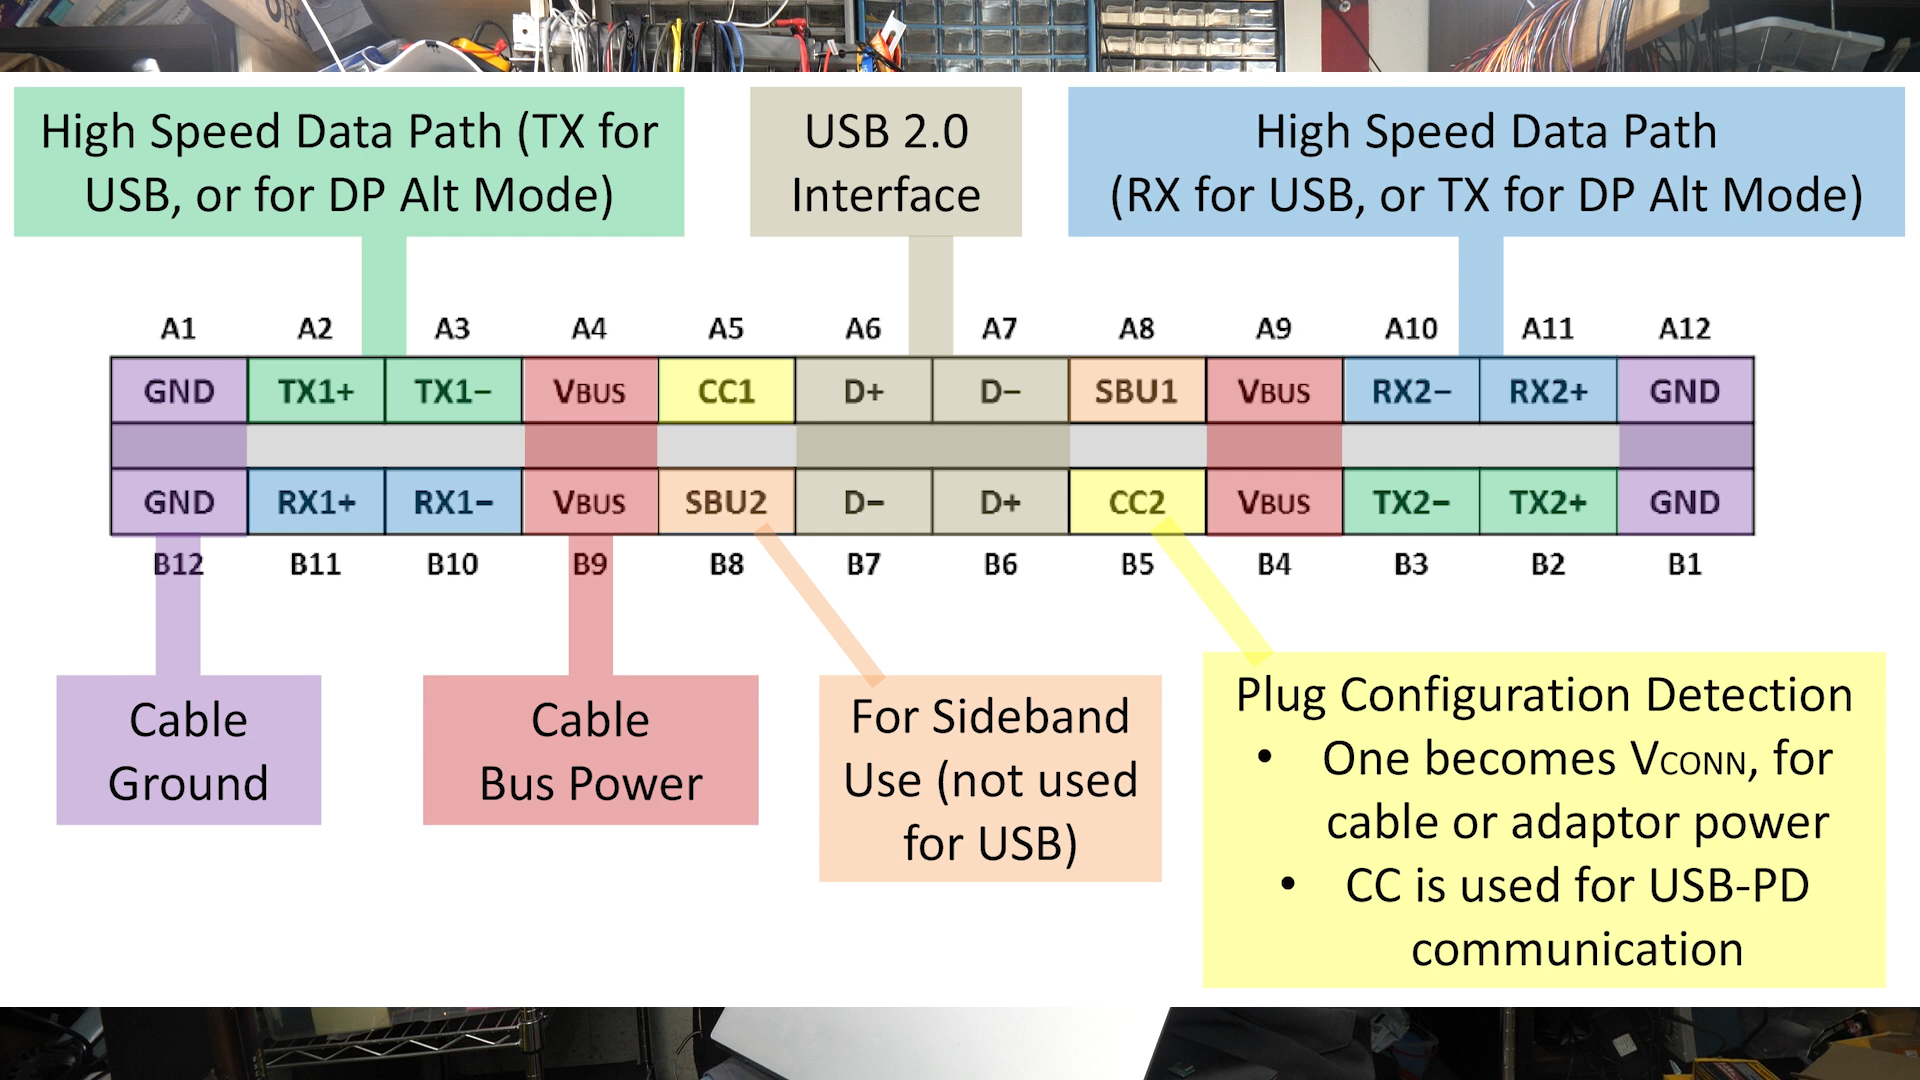 High Speed Data Path (TX for
USB, or for DP Alt Mode)
USB 2.0
Interface
High Speed Data Path
(RX for USB, or TX for DP Alt Mode)
A1 A2 A3 A4 A5 A6 A7 A8 A9 A10 A11 A12
GND TX1+ TX1− VBUS CC1 D+ D− SBU1 VBUS RX2− RX2+ GND
GND RX1+ RX1− VBUS SBU2 D− D+ CC2 VBUS TX2− TX2+ GND
B12 B11 B10 B9 B8 B7 B6 B5 B4 B3 B2 B1
Cable
Ground
Cable
Bus Power
For Sideband
Use (not used
for USB)
Plug Configuration Detection
• One becomes VCONN, for
cable or adaptor power
• CC is used for USB-PD
communication